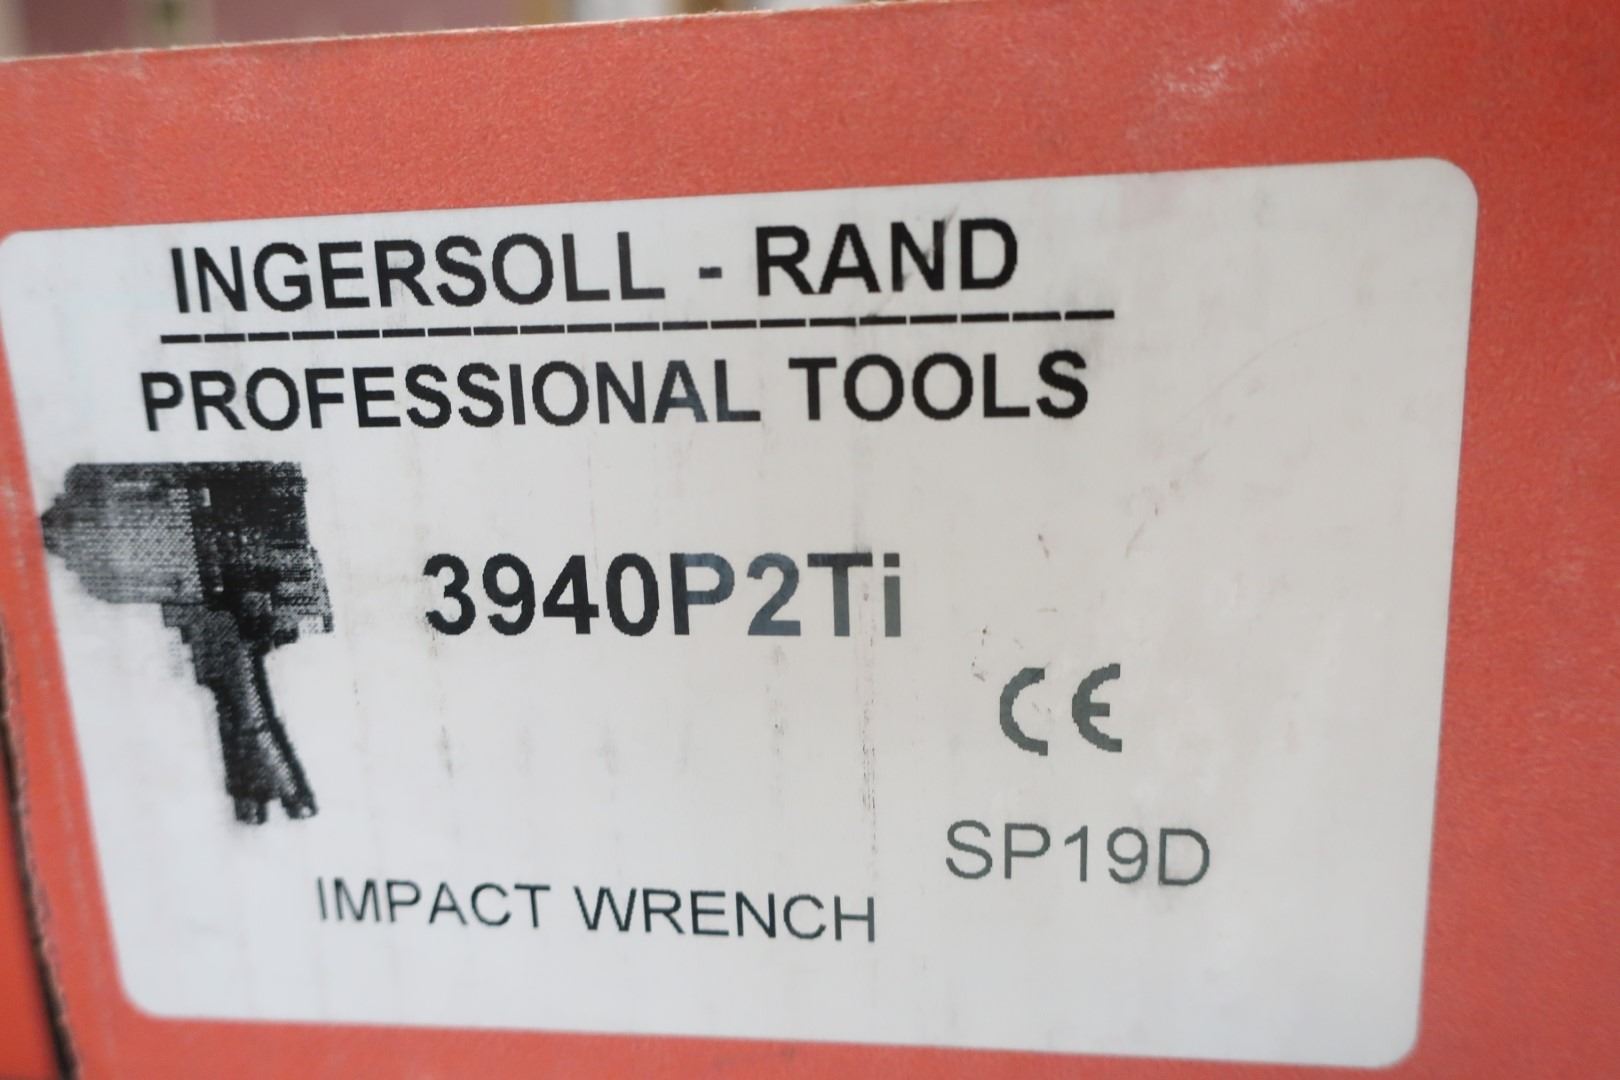 INGERSOLL - RAND
PROFESSIONAL TOOLS
3940P2Ti
CE
SP19D
IMPACT WRENCH